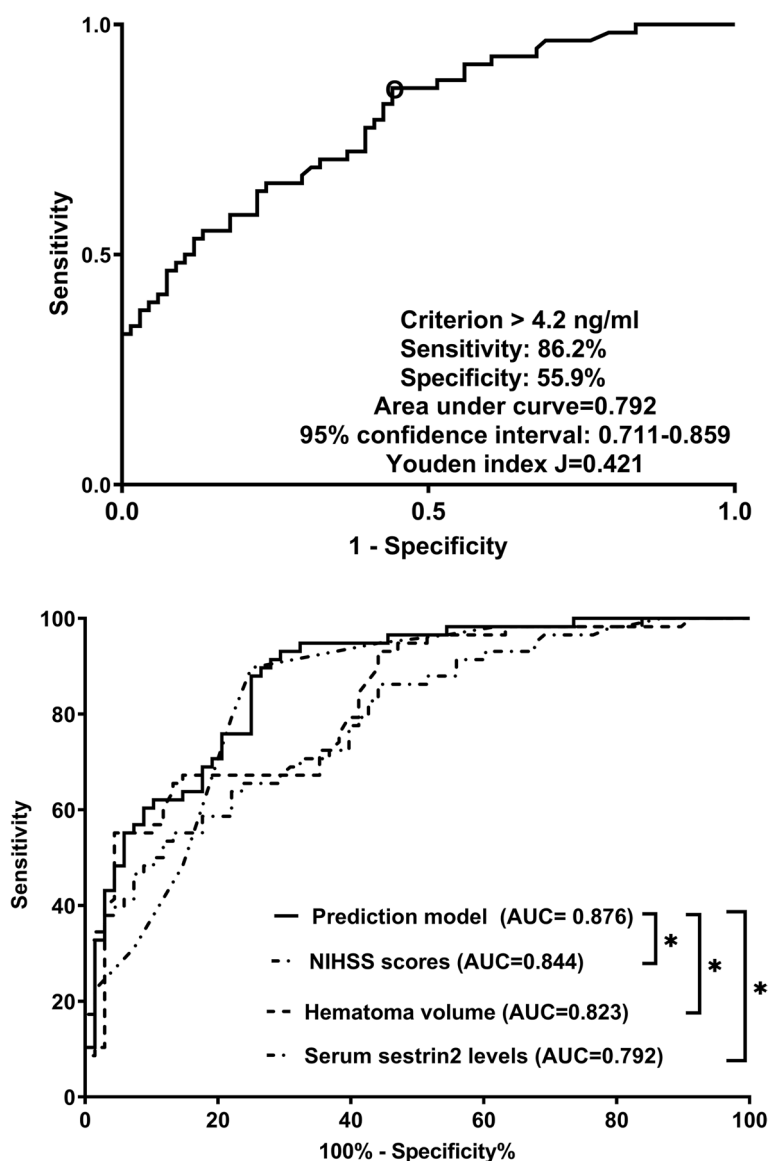 1.0
Sensitivity
0.5
Criterion > 4.2 ng/ml
Sensitivity: 86.2%
Specificity: 55.9%
Area under curve=0.792
95% confidence interval: 0.711-0.859
Youden index J=0.421
0.0
0.0 0.5 1.0
1 - Specificity
100
80
60
Sensitivity
40
20
0
Prediction model (AUC= 0.876)
*
NIHSS scores (AUC=0.844)
*
Hematoma volume (AUC=0.823)
*
Serum sestrin2 levels (AUC=0.792)
0 20 40 60 80 100
100% - Specificity%